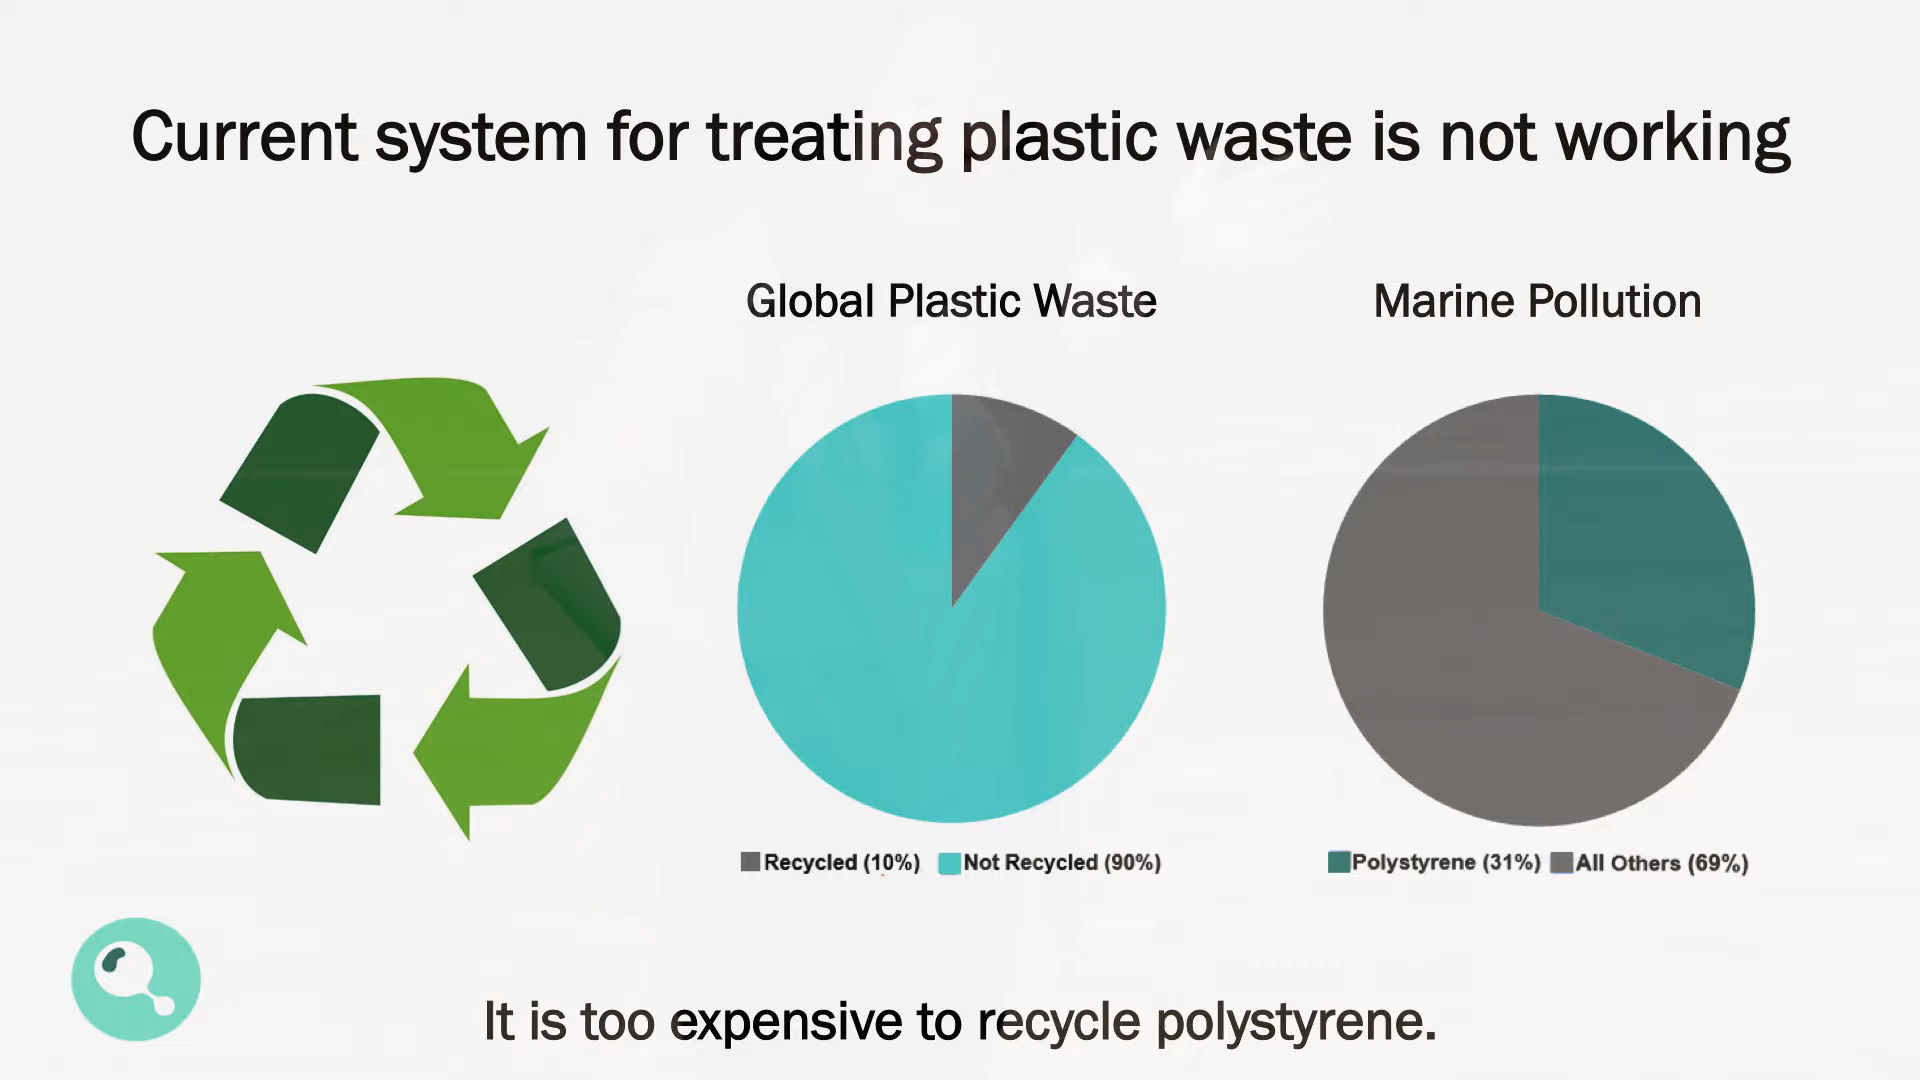 Current system for treating plastic waste is not working
Global Plastic Waste
Marine Pollution
Recycled (10%) Not Recycled (90%)
Polystyrene (31%) All Others (69%)
It is too expensive to recycle polystyrene.